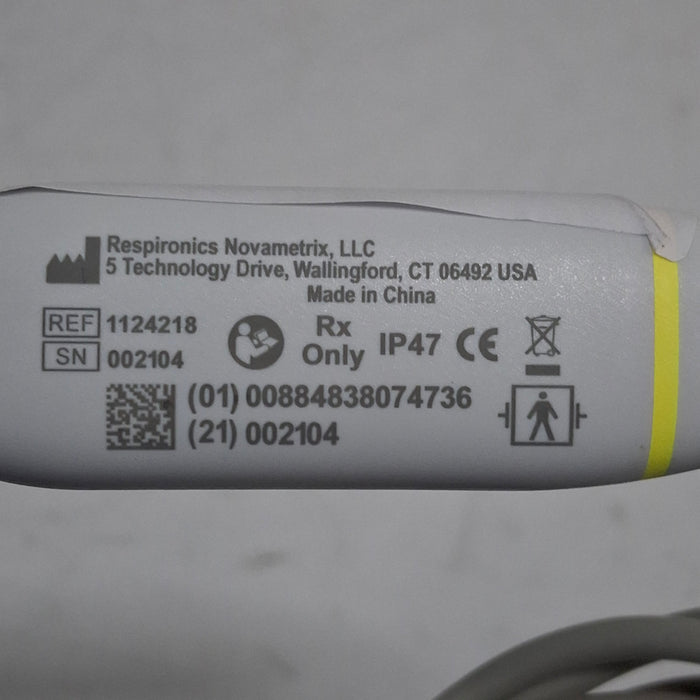 Respironics Novametrix, LLC
5 Technology Drive, Wallingford, CT 06492 USA
Made in China
REF 1124218
SN 002104
Rx Only
IP47
CE
(01) 00884838074736
(21) 002104